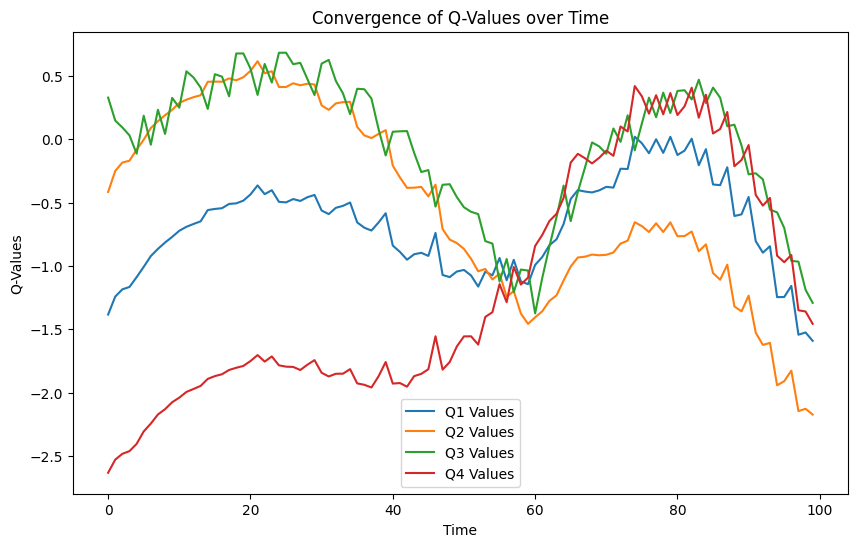 Convergence of Q-Values over Time
Q-Values
0.5
0.0
−0.5
−1.0
−1.5
−2.0
−2.5
Q1 Values
Q2 Values
Q3 Values
Q4 Values
0 20 40 60 80 100
Time